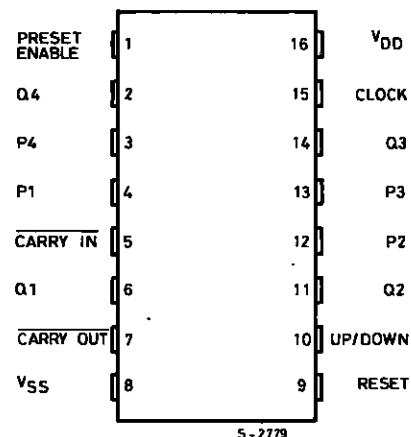 PRESET ENABLE 1 16 VDD
Q4 2 15 CLOCK
P4 3 14 Q3
P1 4 13 P3
CARRY IN 5 12 P2
Q1 6 11 Q2
CARRY OUT 7 10 UP/DOWN
VSS 8 9 RESET
5-2779